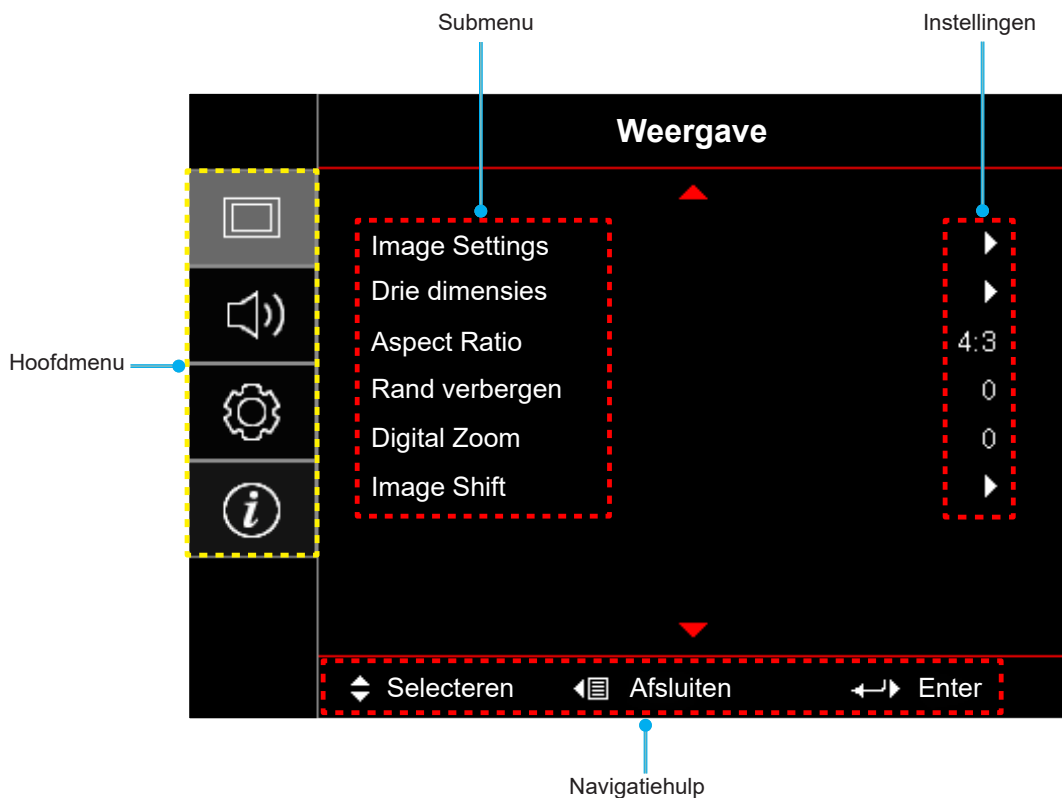 Submenu
Instellingen
Weergave
Image Settings
Drie dimensies
Aspect Ratio 4:3
Hoofdmenu
Rand verbergen 0
Digital Zoom 0
Image Shift
i
Selecteren Afsluiten Enter
Navigatiehulp